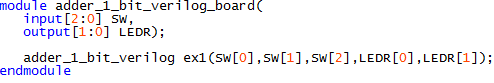 module adder_1_bit_verilog_board(
input[2:0] SW,
output[1:0] LEDR);
adder_1_bit_verilog ex1(SW[0],SW[1],SW[2],LEDR[0],LEDR[1]);
endmodule